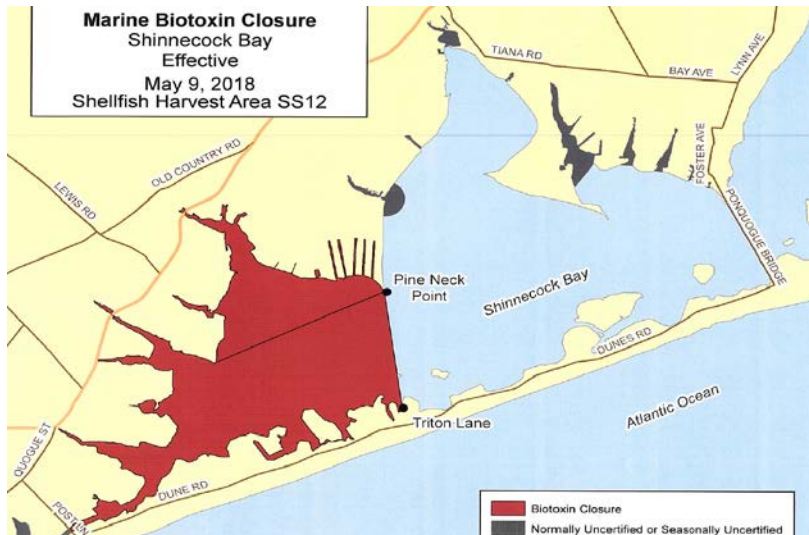 Marine Biotoxin Closure
Shinnecock Bay
Effective
May 9, 2018
Shellfish Harvest Area SS12
TIANA RD
BAY AVE
LYNN AVE
OLD COUNTRY RD
LEWIS RD
FOSTER AVE
PONQUOGUE BRIDGE
Pine Neck
Point
Shinnecock Bay
DUNES RD
Atlantic Ocean
Triton Lane
QUOGUE ST
DUNE RD
POST LN
Biotoxin Closure
Normally Uncertified or Seasonally Uncertified